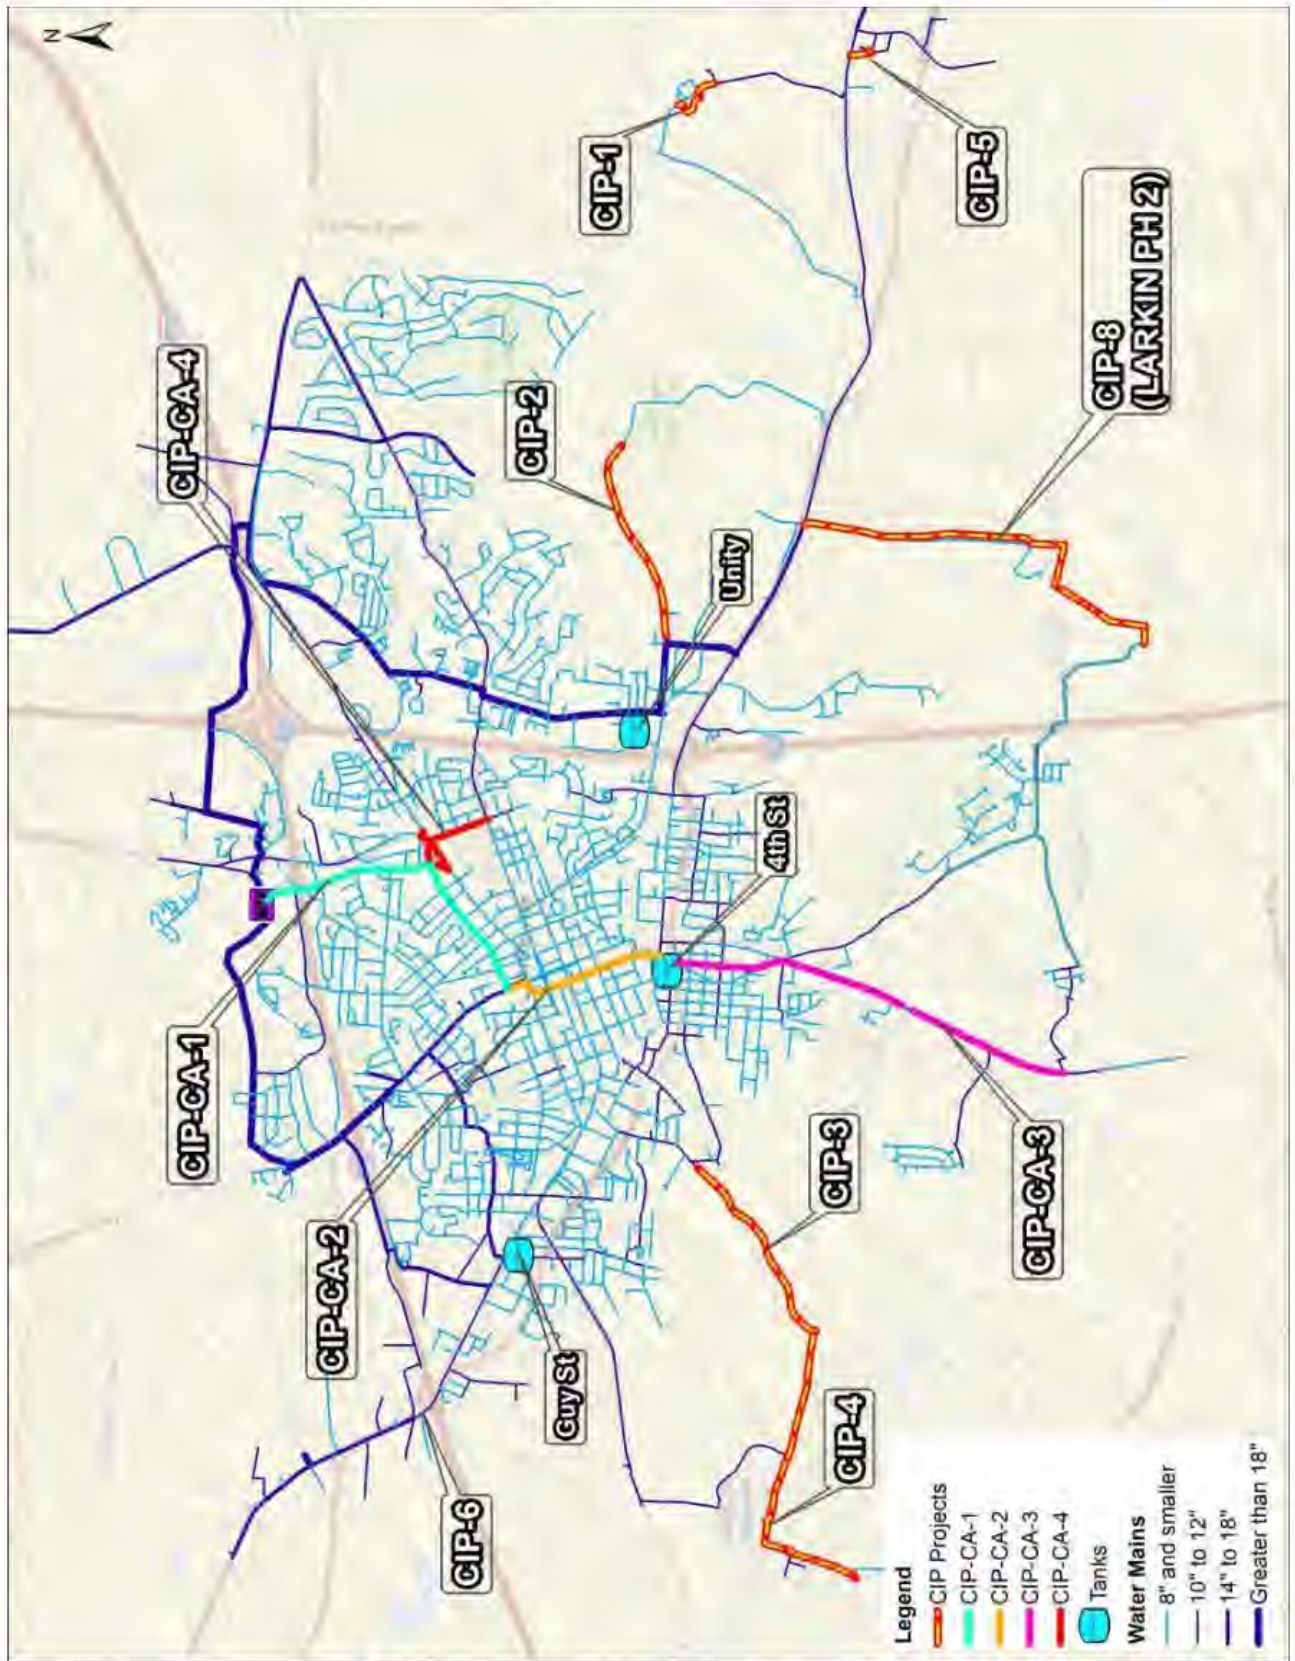 N
CIP-CA-4
CIP-1
CIP-5
CIP-8
(LARKIN PH 2)
CIP-2
Unity
4th St
CIP-CA-1
CIP-CA-2
CIP-CA-3
CIP-3
Guy St
CIP-4
CIP-6
Legend
CIP Projects
CIP-CA-1
CIP-CA-2
CIP-CA-3
CIP-CA-4
Tanks
Water Mains
8" and smaller
10" to 12"
14" to 18"
Greater than 18"